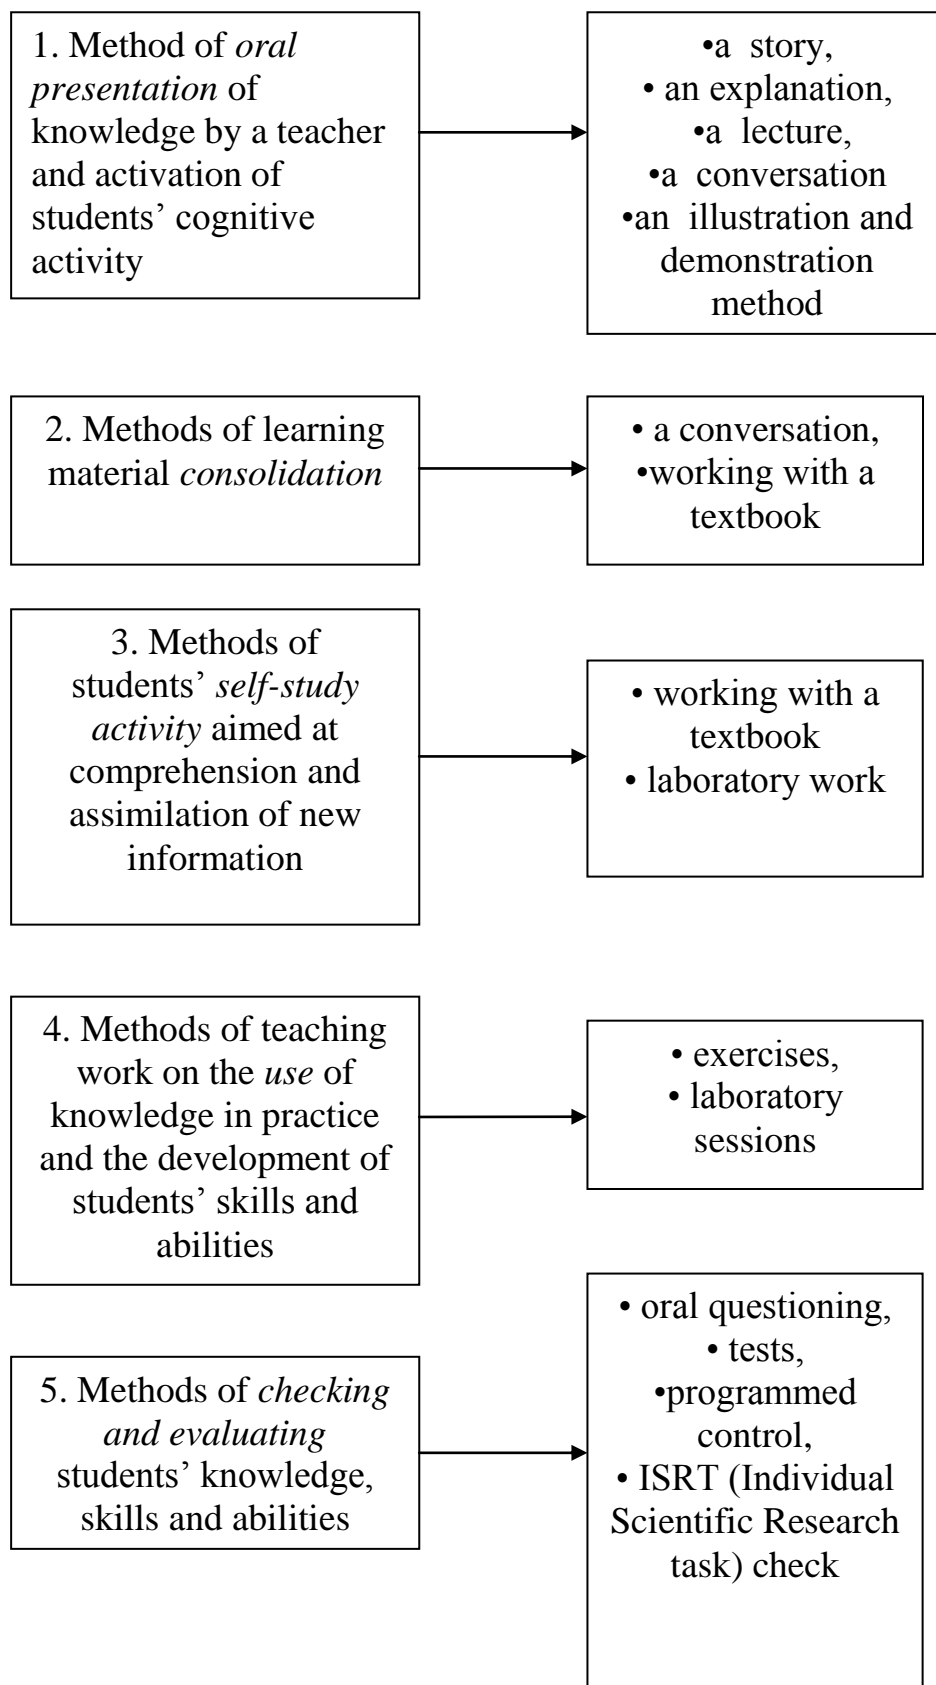 1. Method of oral
presentation of
knowledge by a teacher
and activation of
students’ cognitive
activity
•a story,
• an explanation,
•a lecture,
•a conversation
•an illustration and
demonstration
method
2. Methods of learning
material consolidation
• a conversation,
•working with a
textbook
3. Methods of
students’ self-study
activity aimed at
comprehension and
assimilation of new
information
• working with a
textbook
• laboratory work
4. Methods of teaching
work on the use of
knowledge in practice
and the development of
students’ skills and
abilities
• exercises,
• laboratory
sessions
5. Methods of checking
and evaluating
students’ knowledge,
skills and abilities
• oral questioning,
• tests,
•programmed
control,
• ISRT (Individual
Scientific Research
task) check